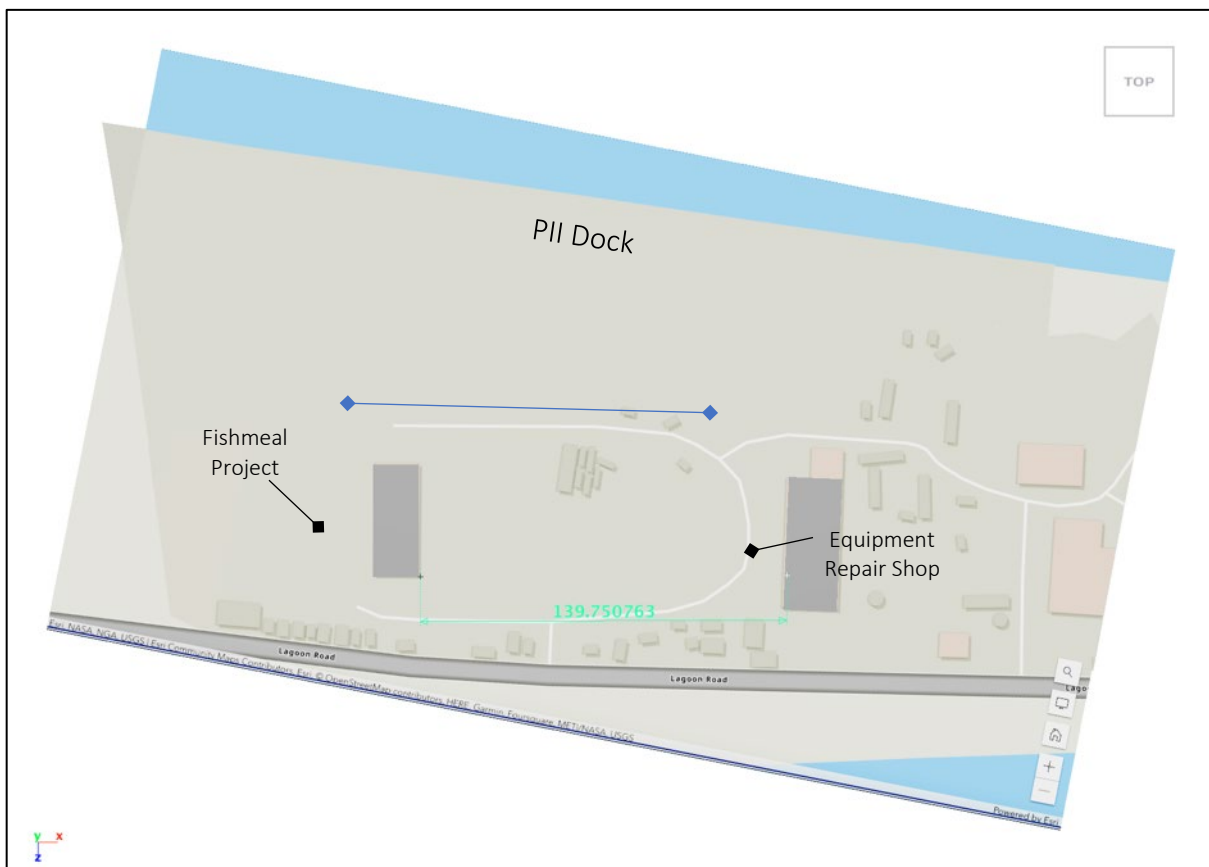 TOP
PII Dock
Fishmeal
Project
Equipment
Repair Shop
139.750763
Lagoon Road
Lagoon Road
Lago
Esri, NASA, NGA, USGS | Esri Community Maps Contributors, Esri, © OpenStreetMap contributors, HERE, Garmin, Foursquare, METI/NASA, USGS
Powered by Esri
y x
z